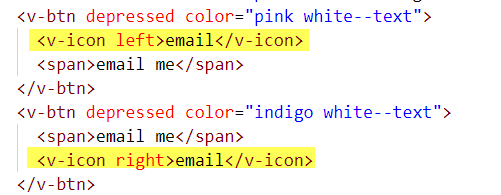 <v-btn depressed color="pink white--text">
<v-icon left>email</v-icon>
<span>email me</span>
</v-btn>
<v-btn depressed color="indigo white--text">
<span>email me</span>
<v-icon right>email</v-icon>
</v-btn>